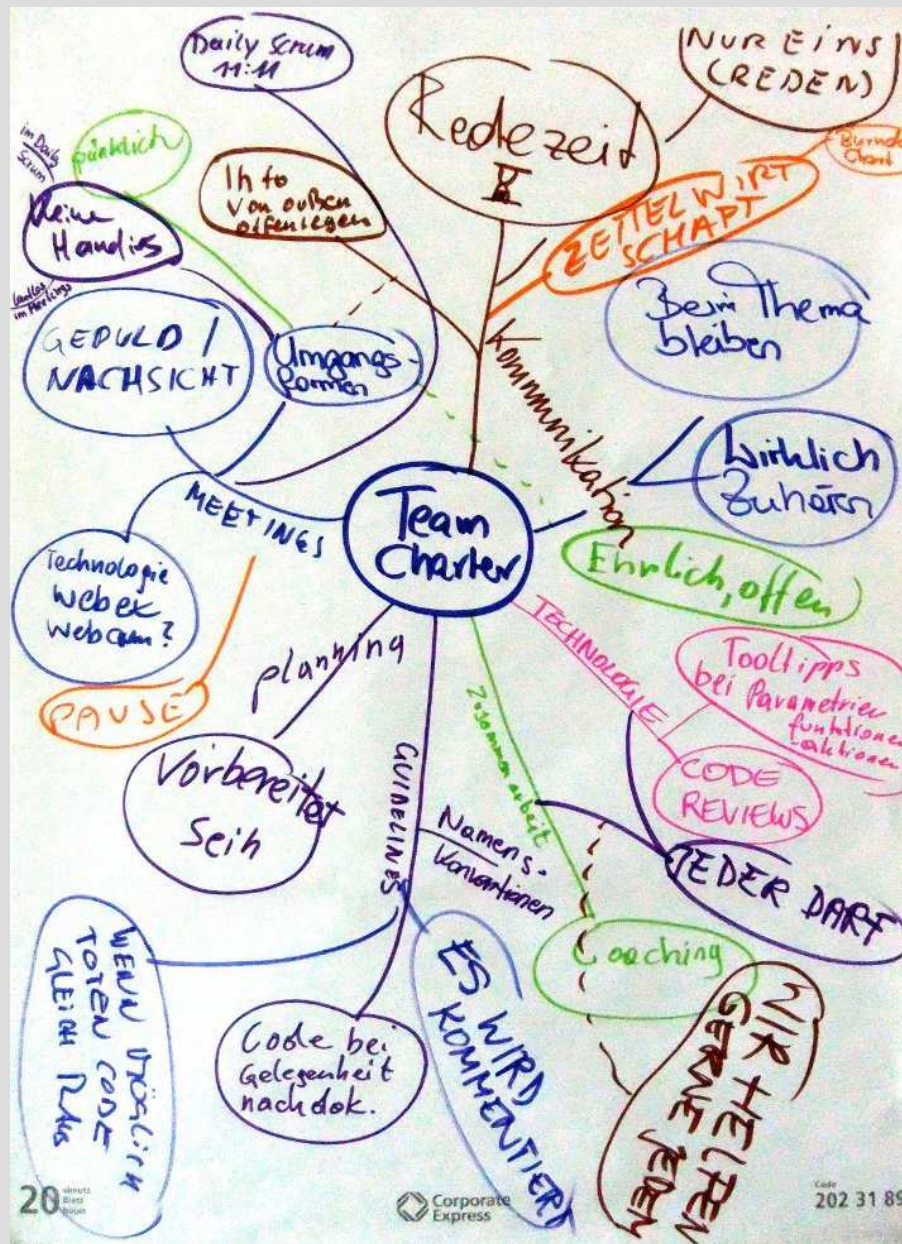 Daily Scrum
11:11
NUR EINS
(REDEN)
Redezeit
im Daily
Scrum
pünktlich
Info
von außen
offenlegen
Chart
ZETTELWIRT
SCHAFT
Keine
Handies
lautlos
im Meetings
GEDULD /
NACHSICHT
Umgangs-
formen
Kommunikation
Beim Thema
bleiben
Wirklich
Zuhören
Team
Charter
MEETINGS
Technologie
Webex
Webcam?
Ehrlich, offen
TECHNOLOGIE
Tooltipps
bei Parametrier
funktionen
-aktionen
planning
PAUSE
Zusammenarbeit
CODE
REVIEWS
Vorbereitet
sein
GUIDELINES
Namens-
Konventionen
JEDER DARF
Coaching
WENN MÖGLICH
TOTEN CODE
GLEICH RAUS
Code bei
Gelegenheit
nachdok.
ES WIRD
KOMMENTIERT
WIR HELFEN
GERNE JEDEM
20
Corporate
Express
Code
202 31 89